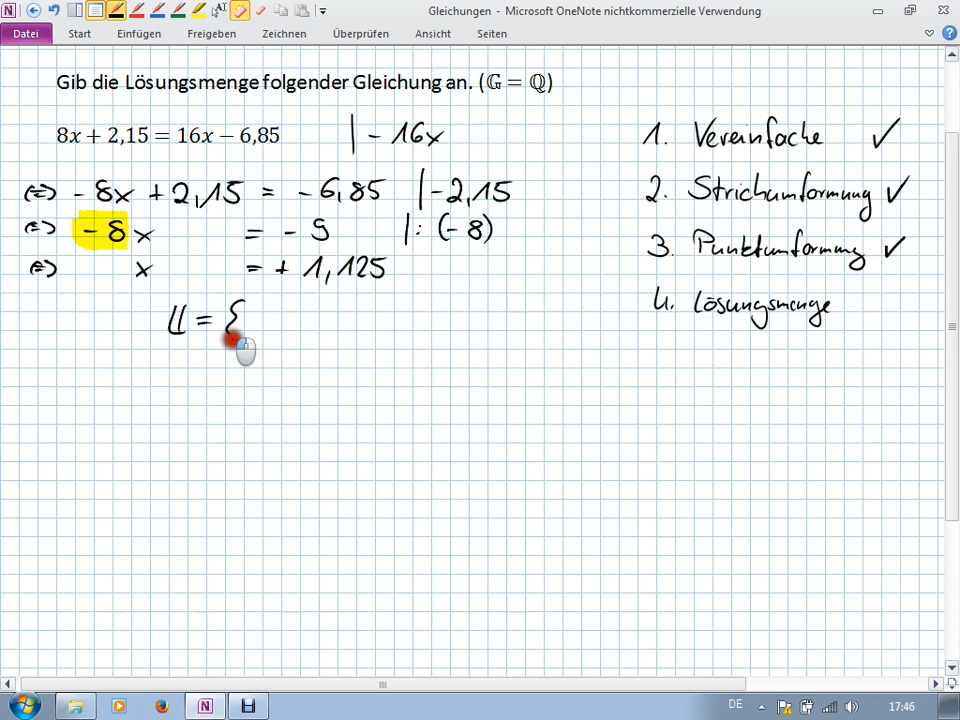 Gleichungen - Microsoft OneNote nichtkommerzielle Verwendung
Datei Start Einfügen Freigeben Zeichnen Überprüfen Ansicht Seiten
Gib die Lösungsmenge folgender Gleichung an. (𝔾 = ℚ)
8x + 2,15 = 16x − 6,85 | - 16x
⇔ - 8x + 2,15 = - 6,85 | - 2,15
⇔ - 8x = - 9 | : (- 8)
⇔ x = + 1,125
𝕃 = {
1. Vereinfache ✓
2. Strichumformung ✓
3. Punktumformung ✓
4. Lösungsmenge
DE 17:46